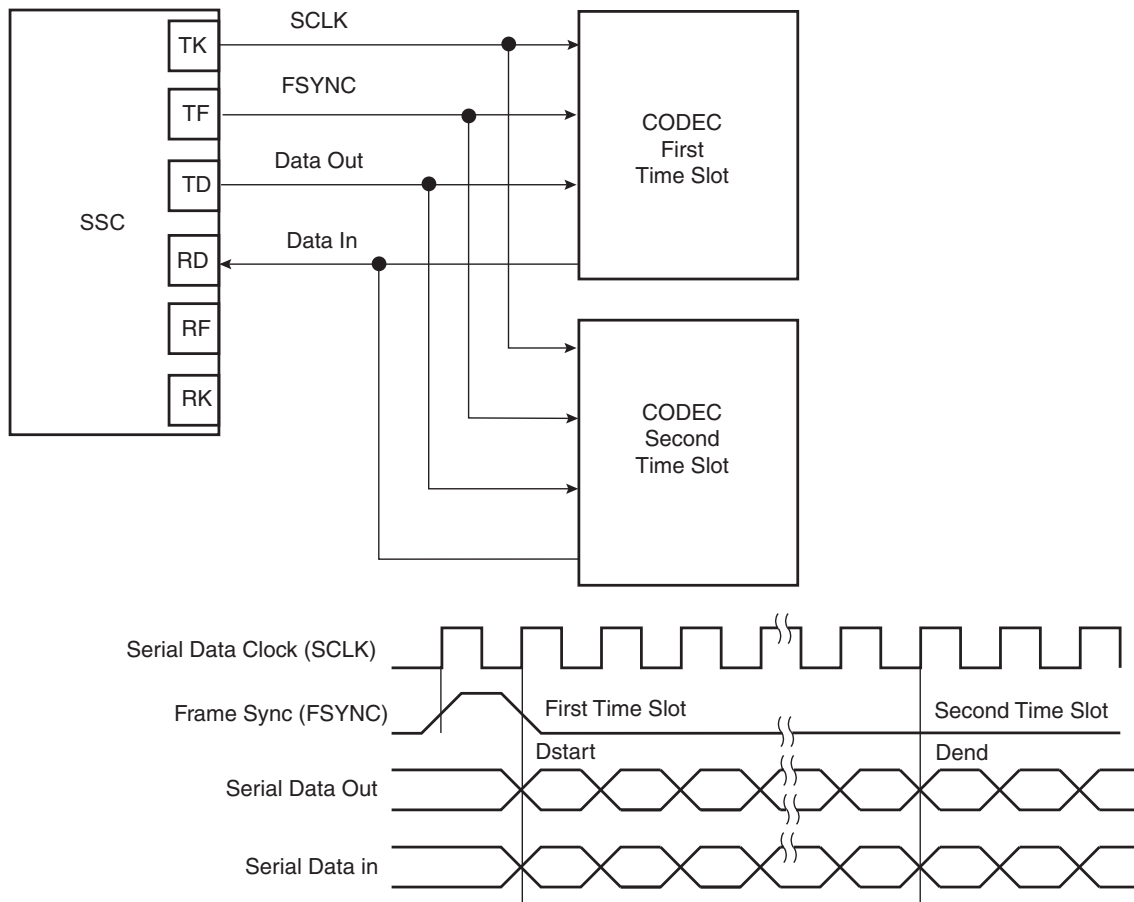 SCLK
TK
FSYNC
TF
CODEC
First
Time Slot
Data Out
TD
SSC
Data In
RD
RF
RK
CODEC
Second
Time Slot
Serial Data Clock (SCLK)
Frame Sync (FSYNC)
First Time Slot
Second Time Slot
Dstart
Dend
Serial Data Out
Serial Data in